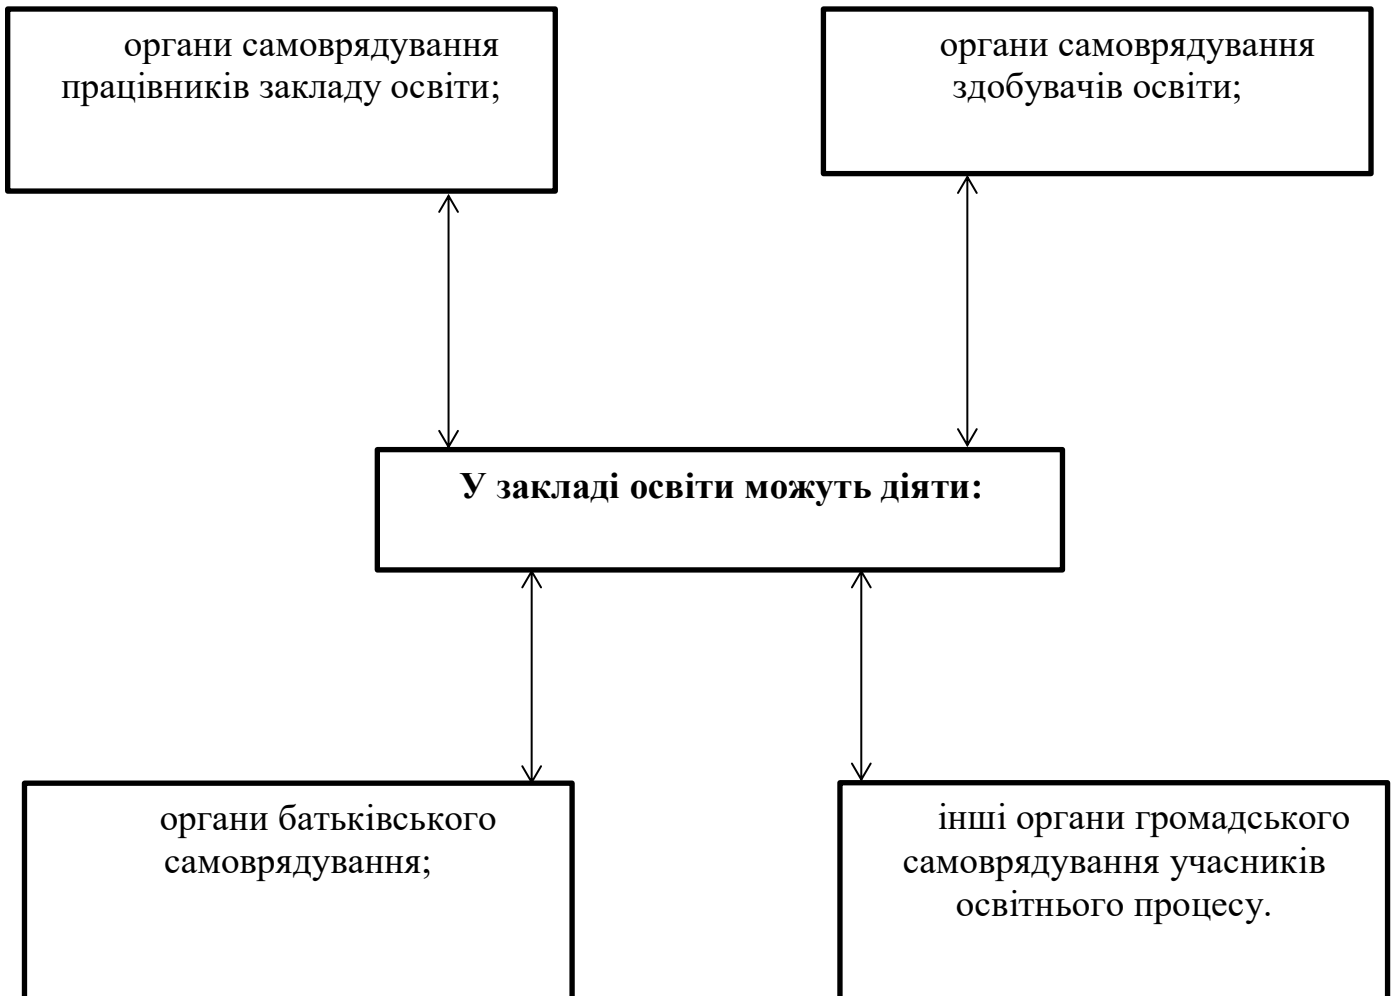 органи самоврядування
працівників закладу освіти;
органи самоврядування
здобувачів освіти;
У закладі освіти можуть діяти:
органи батьківського
самоврядування;
інші органи громадського
самоврядування учасників
освітнього процесу.